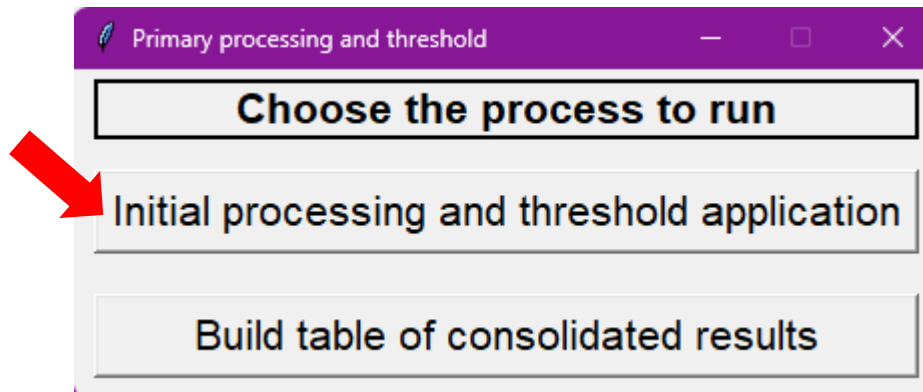 Primary processing and threshold
Choose the process to run
Initial processing and threshold application
Build table of consolidated results